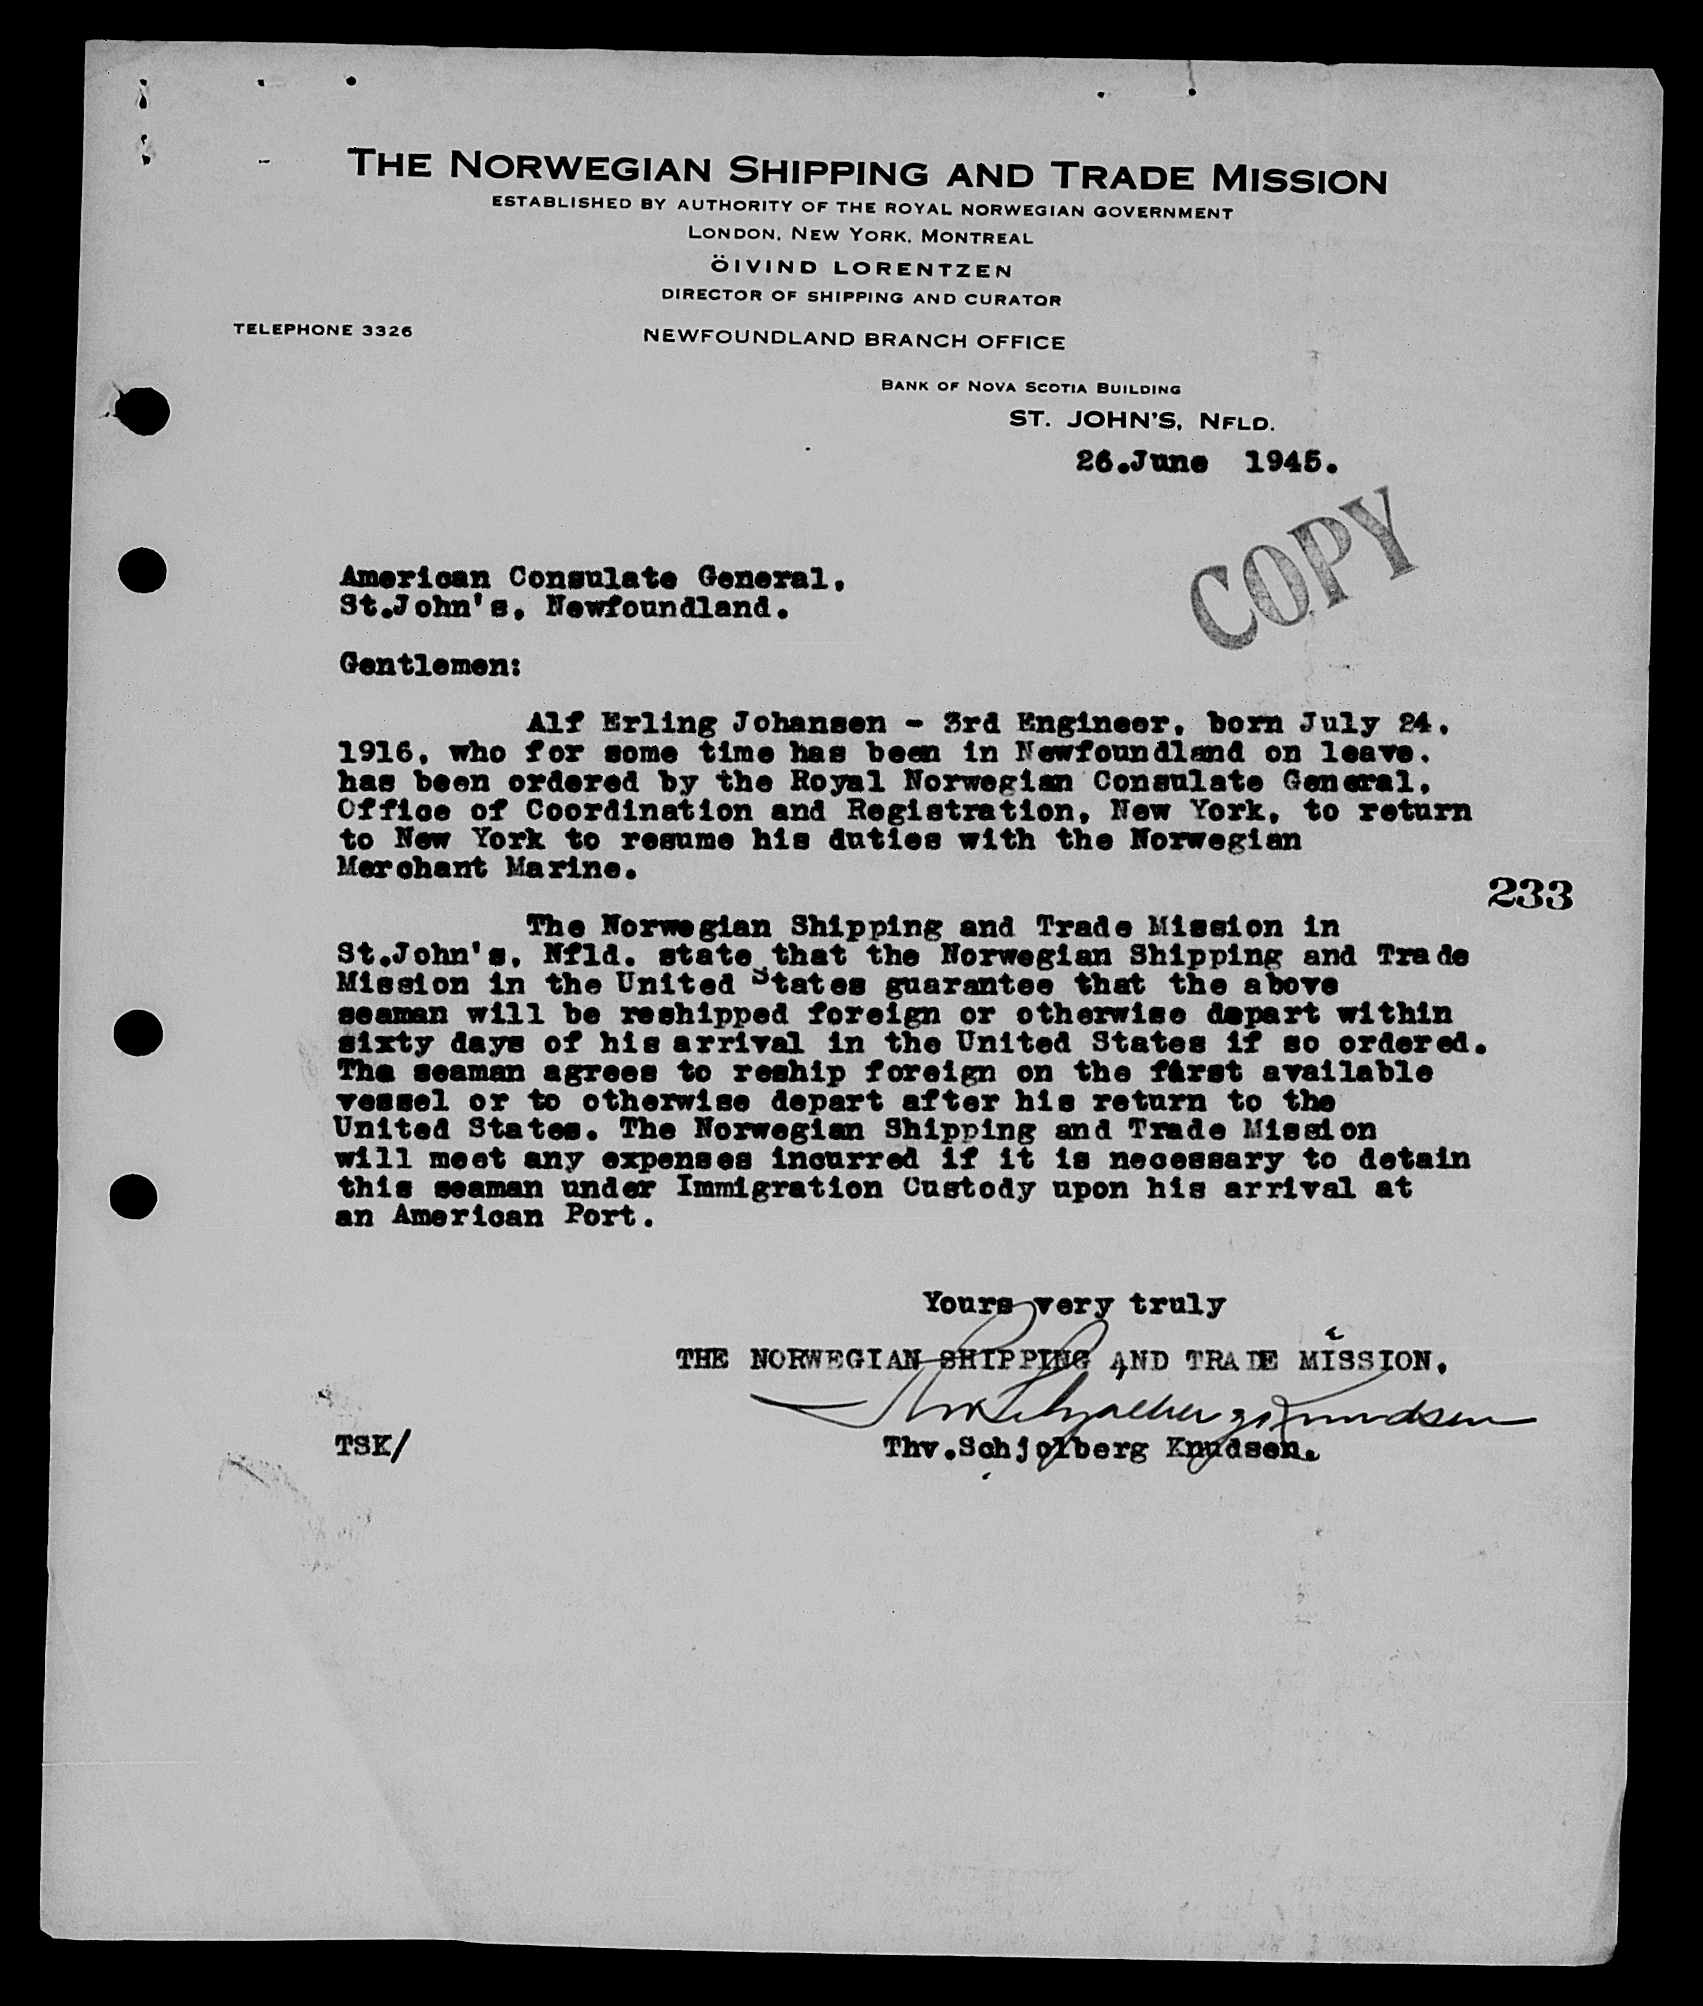 THE NORWEGIAN SHIPPING AND TRADE MISSION
ESTABLISHED BY AUTHORITY OF THE ROYAL NORWEGIAN GOVERNMENT
LONDON, NEW YORK, MONTREAL
ÖIVIND LORENTZEN
DIRECTOR OF SHIPPING AND CURATOR
TELEPHONE 3326
NEWFOUNDLAND BRANCH OFFICE
BANK OF NOVA SCOTIA BUILDING
ST. JOHN'S, NFLD.
26.June 1945.
COPY
American Consulate General,
St.John's, Newfoundland.
Gentlemen:
Alf Erling Johansen - 3rd Engineer, born July 24,
1916, who for some time has been in Newfoundland on leave,
has been ordered by the Royal Norwegian Consulate General,
Office of Coordination and Registration, New York, to return
to New York to resume his duties with the Norwegian
Merchant Marine.
233
The Norwegian Shipping and Trade Mission in
St.John's, Nfld. state that the Norwegian Shipping and Trade
Mission in the United States guarantee that the above
seaman will be reshipped foreign or otherwise depart within
sixty days of his arrival in the United States if so ordered.
The seaman agrees to reship foreign on the first available
vessel or to otherwise depart after his return to the
United States. The Norwegian Shipping and Trade Mission
will meet any expenses incurred if it is necessary to detain
this seaman under Immigration Custody upon his arrival at
an American Port.
Yours very truly
THE NORWEGIAN SHIPPING AND TRADE MISSION.
Thv Schjolberg Knudsen
TSK/
Thv.Schjolberg Knudsen.